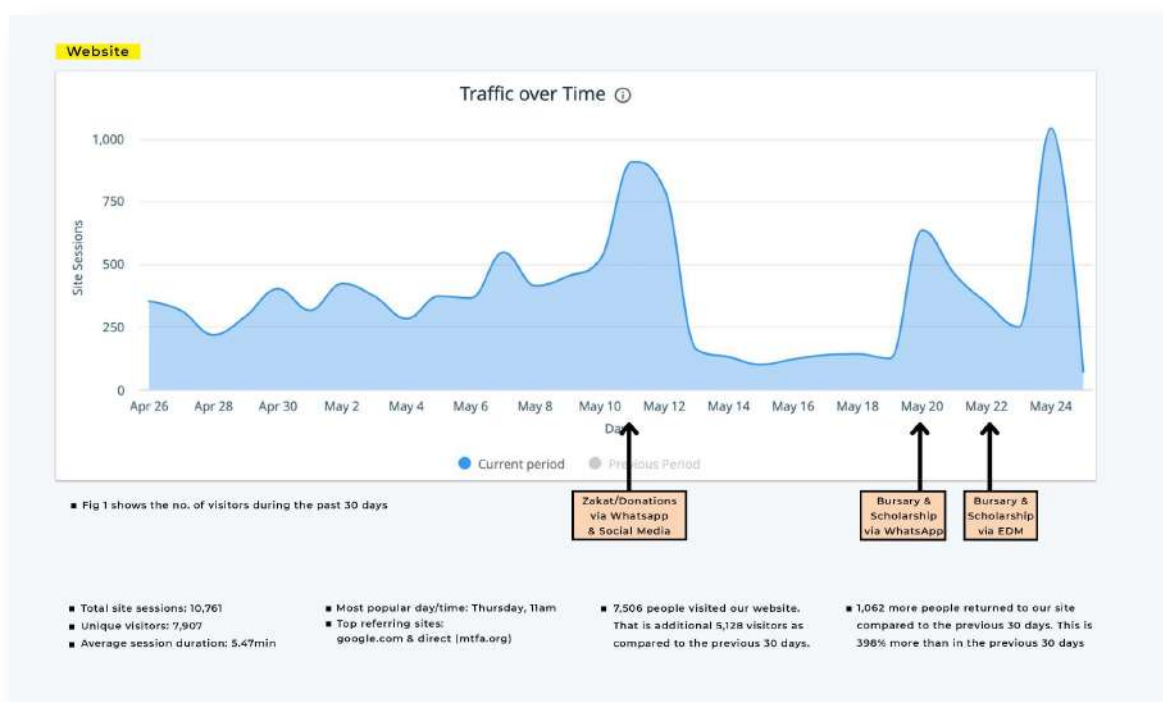 Website
Traffic over Time
1,000
750
500
250
0
Site Sessions
Apr 26 Apr 28 Apr 30 May 2 May 4 May 6 May 8 May 10 May 12 May 14 May 16 May 18 May 20 May 22 May 24
Da
Current period Previous Period
Fig 1 shows the no. of visitors during the past 30 days
Zakat/Donations
via Whatsapp
& Social Media
Bursary &
Scholarship
via WhatsApp
Bursary &
Scholarship
via EDM
Total site sessions: 10,761
Unique visitors: 7,907
Average session duration: 5.47min
Most popular day/time: Thursday, 11am
Top referring sites:
google.com & direct (mtfa.org)
7,506 people visited our website.
That is additional 5,128 visitors as
compared to the previous 30 days.
1,062 more people returned to our site
compared to the previous 30 days. This is
398% more than in the previous 30 days